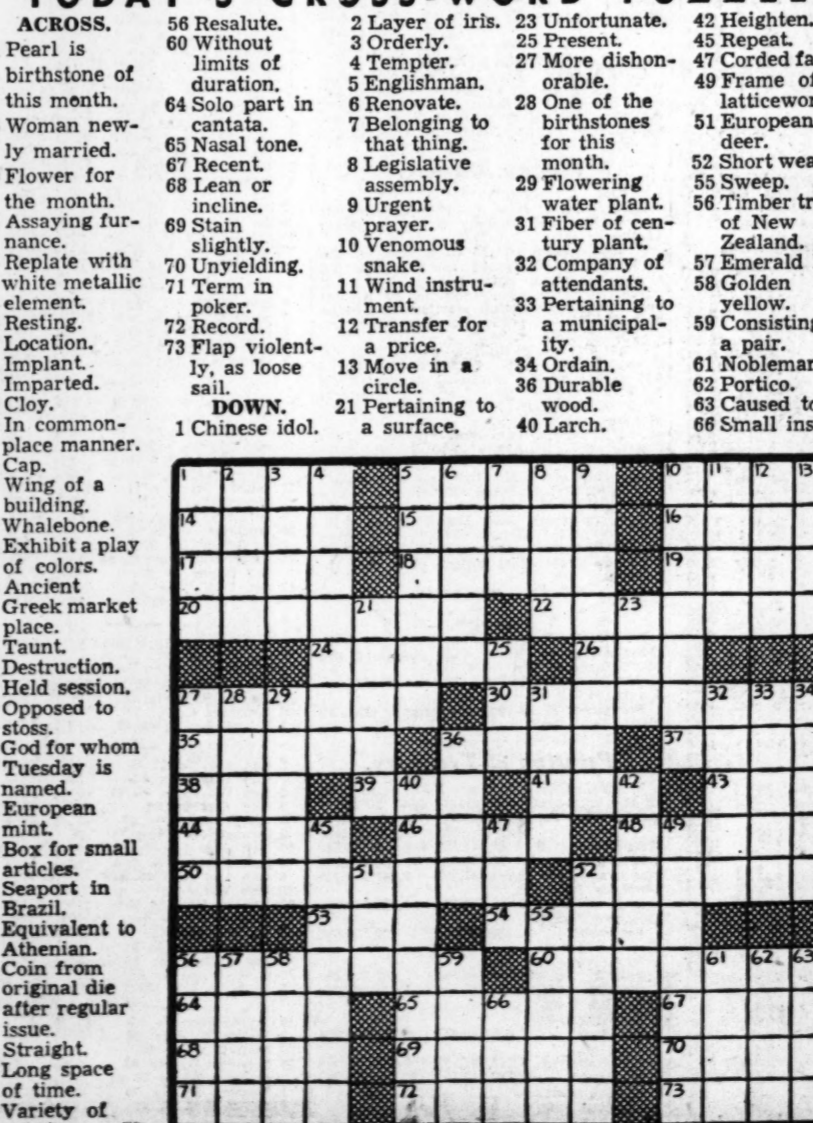 TODAY'S CROSS-WORD PUZZLE
ACROSS.
Pearl is
birthstone of
this month.
Woman new-
ly married.
Flower for
the month.
Assaying fur-
nance.
Replate with
white metallic
element.
Resting.
Location.
Implant.
Imparted.
Cloy.
In common-
place manner.
Cap.
Wing of a
building.
Whalebone.
Exhibit a play
of colors.
Ancient
Greek market
place.
Taunt.
Destruction.
Held session.
Opposed to
stoss.
God for whom
Tuesday is
named.
European
mint.
Box for small
articles.
Seaport in
Brazil.
Equivalent to
Athenian.
Coin from
original die
after regular
issue.
Straight.
Long space
of time.
Variety of
56 Resalute.
60 Without
limits of
duration.
64 Solo part in
cantata.
65 Nasal tone.
67 Recent.
68 Lean or
incline.
69 Stain
slightly.
70 Unyielding.
71 Term in
poker.
72 Record.
73 Flap violent-
ly, as loose
sail.
DOWN.
1 Chinese idol.
2 Layer of iris.
3 Orderly.
4 Tempter.
5 Englishman.
6 Renovate.
7 Belonging to
that thing.
8 Legislative
assembly.
9 Urgent
prayer.
10 Venomous
snake.
11 Wind instru-
ment.
12 Transfer for
a price.
13 Move in a
circle.
21 Pertaining to
a surface.
23 Unfortunate.
25 Present.
27 More dishon-
orable.
28 One of the
birthstones
for this
month.
29 Flowering
water plant.
31 Fiber of cen-
tury plant.
32 Company of
attendants.
33 Pertaining to
a municipal-
ity.
34 Ordain.
36 Durable
wood.
40 Larch.
42 Heighten.
45 Repeat.
47 Corded fa
49 Frame of
latticewor
51 European
deer.
52 Short wea
55 Sweep.
56 Timber tr
of New
Zealand.
57 Emerald
58 Golden
yellow.
59 Consisting
a pair.
61 Nobleman
62 Portico.
63 Caused to
66 Small ins
1 2 3 4 5 6 7 8 9 10 11 12 13
14 15 16
17 18 19
20 21 22 23
24 25 26
27 28 29 30 31 32 33 34
35 36 37
38 39 40 41 42 43
44 45 46 47 48 49
50 51 52
53 54 55
56 57 58 59 60 61 62 63
64 65 66 67
68 69 70
71 72 73